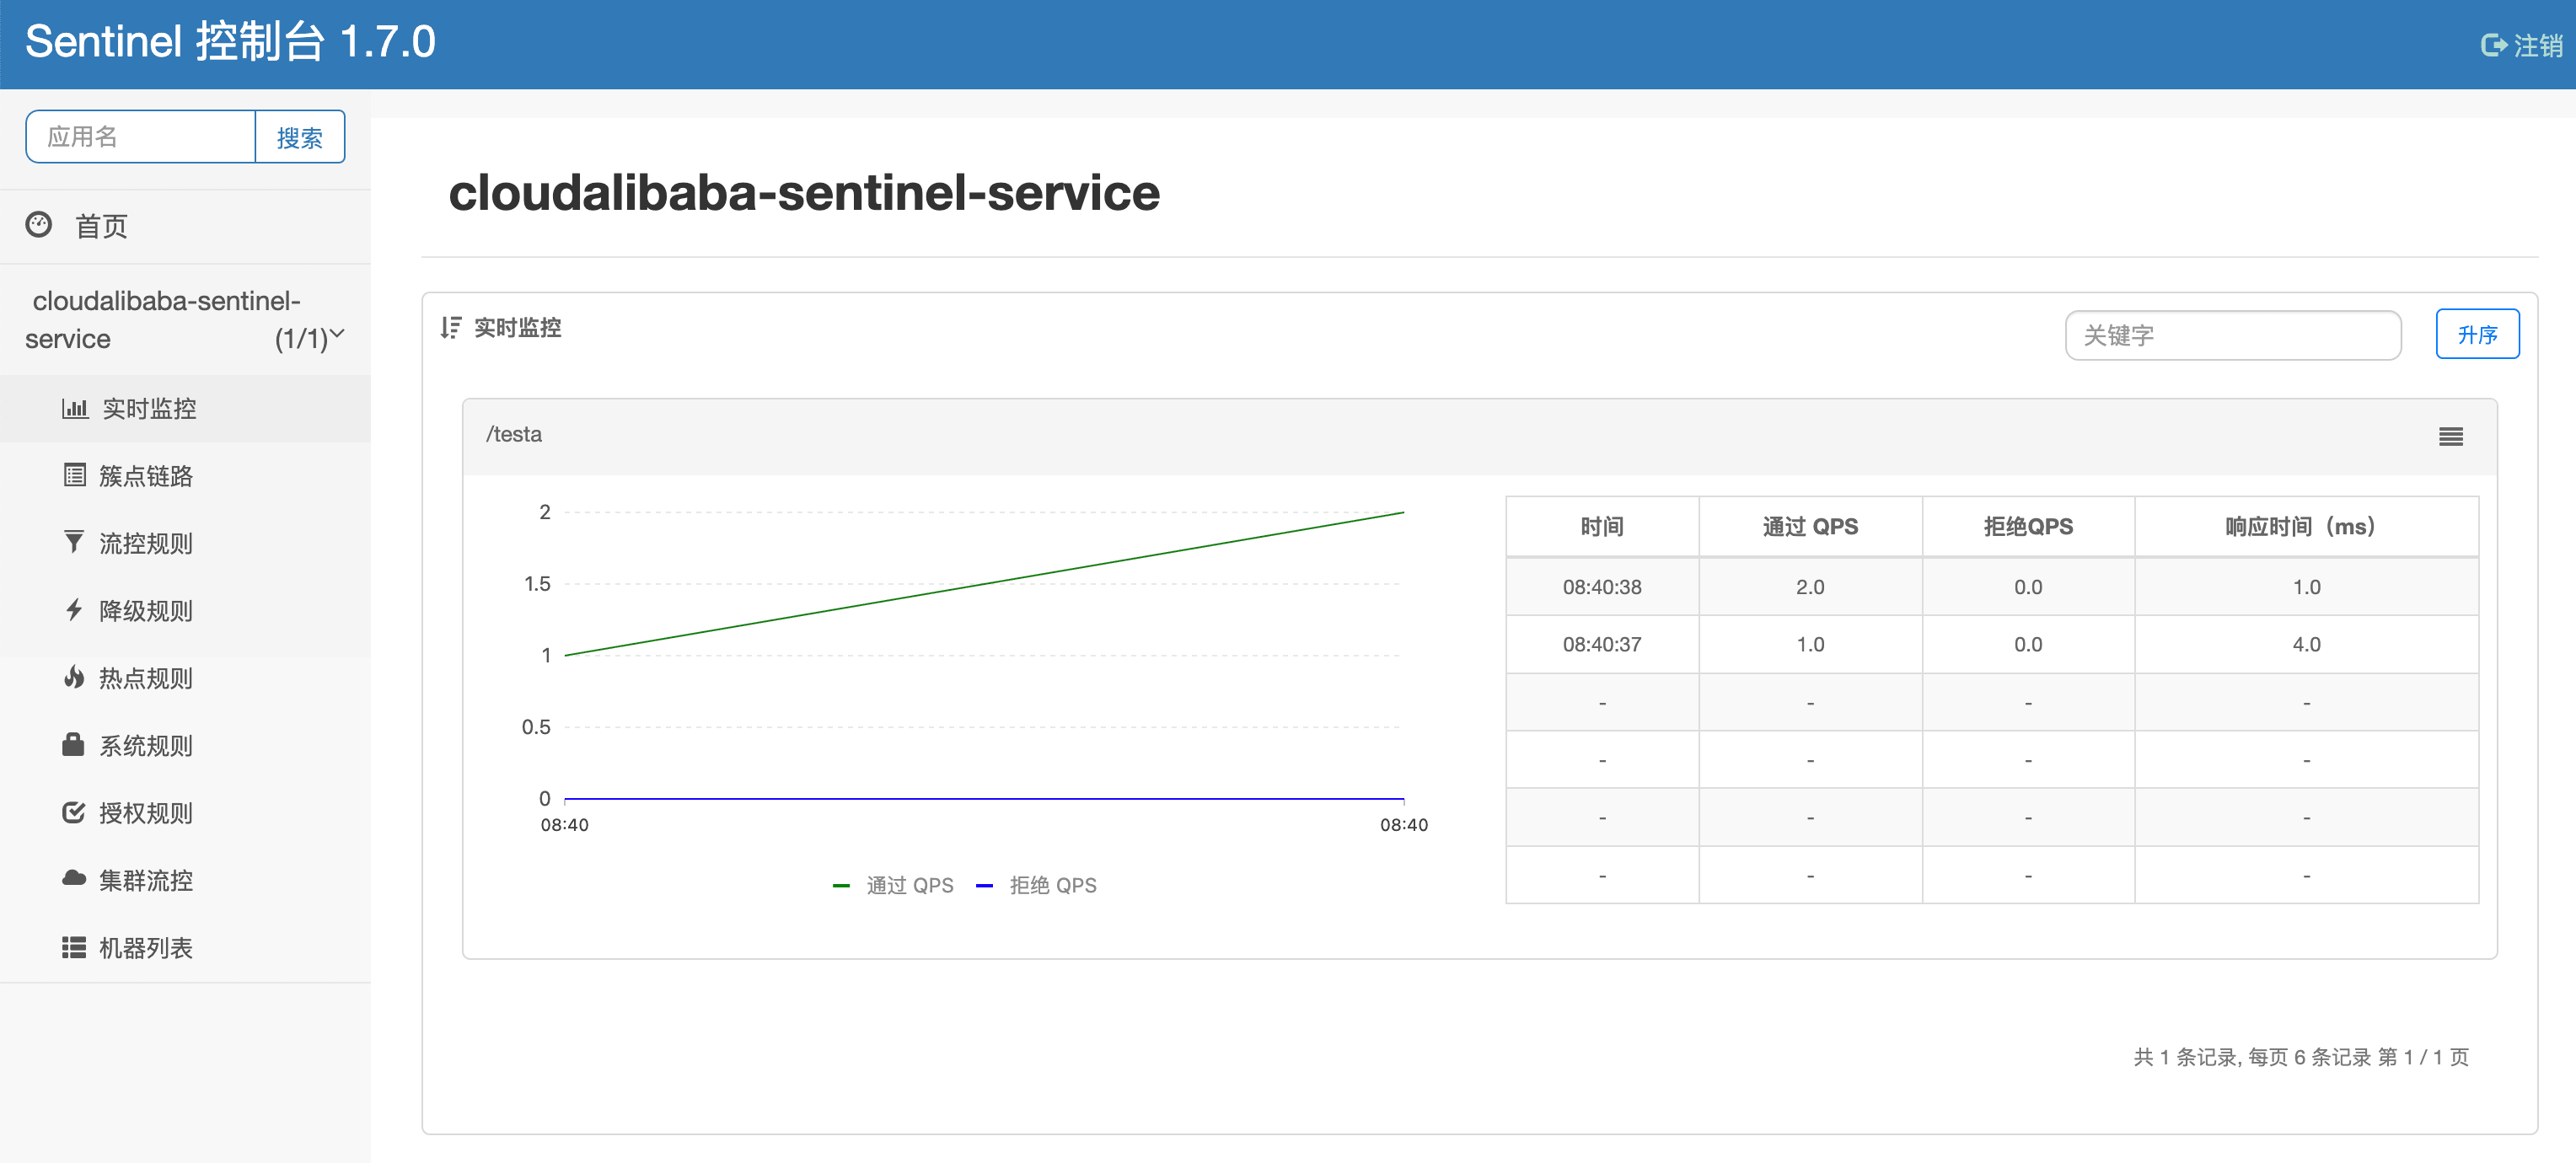 Sentinel 控制台 1.7.0
注销
应用名
搜索
首页
cloudalibaba-sentinel-
service (1/1)
实时监控
簇点链路
流控规则
降级规则
热点规则
系统规则
授权规则
集群流控
机器列表
cloudalibaba-sentinel-service
实时监控
关键字
升序
/testa
2
1.5
1
0.5
0
08:40 08:40
通过 QPS 拒绝 QPS
时间 通过 QPS 拒绝QPS 响应时间（ms）
08:40:38 2.0 0.0 1.0
08:40:37 1.0 0.0 4.0
- - - -
- - - -
- - - -
- - - -
共 1 条记录, 每页 6 条记录 第 1 / 1 页